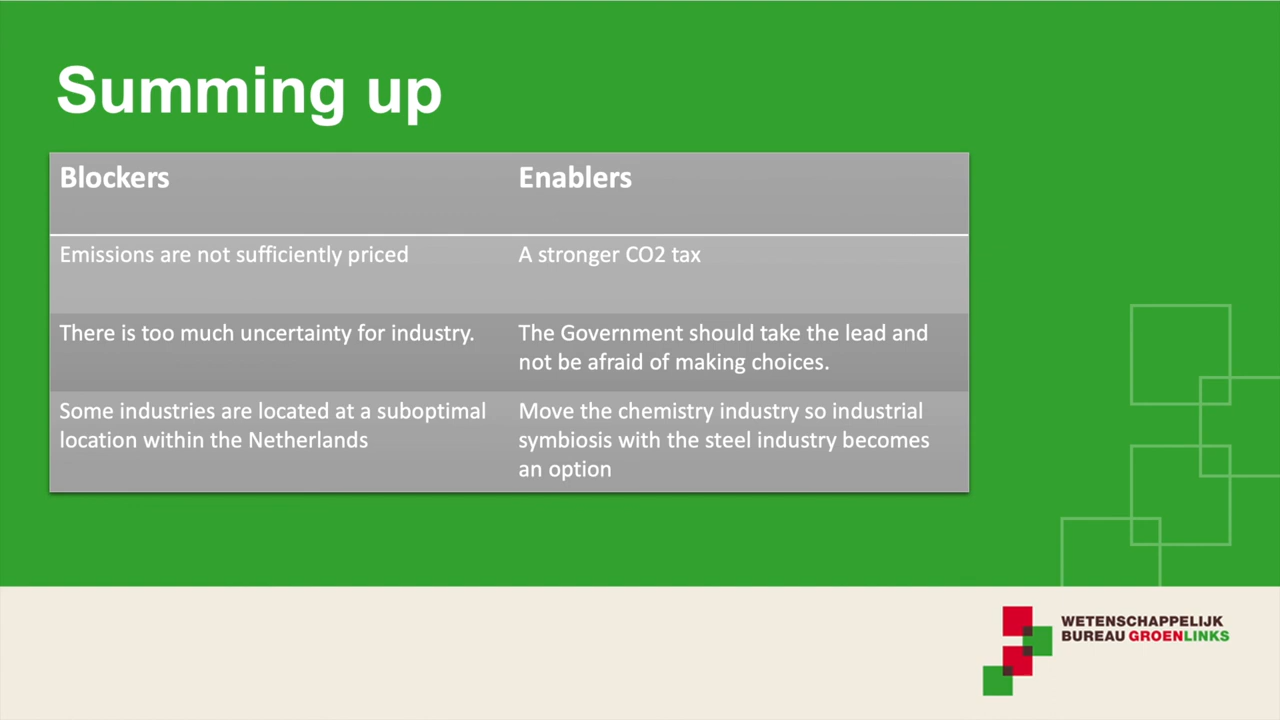 Summing up
Blockers
Enablers
Emissions are not sufficiently priced
A stronger CO2 tax
There is too much uncertainty for industry.
The Government should take the lead and
not be afraid of making choices.
Some industries are located at a suboptimal
location within the Netherlands
Move the chemistry industry so industrial
symbiosis with the steel industry becomes
an option
WETENSCHAPPELIJK
BUREAU GROENLINKS